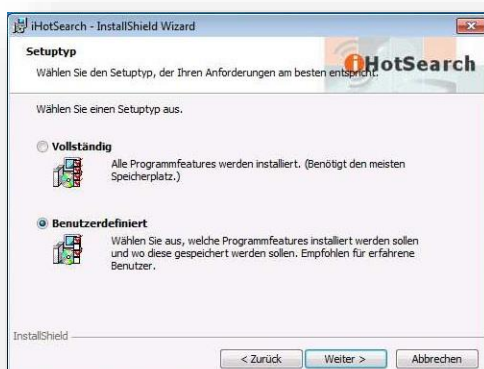 iHotSearch - InstallShield Wizard
Setuptyp
Wählen Sie den Setuptyp, der Ihren Anforderungen am besten entspricht.
iHotSearch
Wählen Sie einen Setuptyp aus.
Vollständig
Alle Programmfeatures werden installiert. (Benötigt den meisten
Speicherplatz.)
Benutzerdefiniert
Wählen Sie aus, welche Programmfeatures installiert werden sollen
und wo diese gespeichert werden sollen. Empfohlen für erfahrene
Benutzer.
InstallShield
< Zurück
Weiter >
Abbrechen